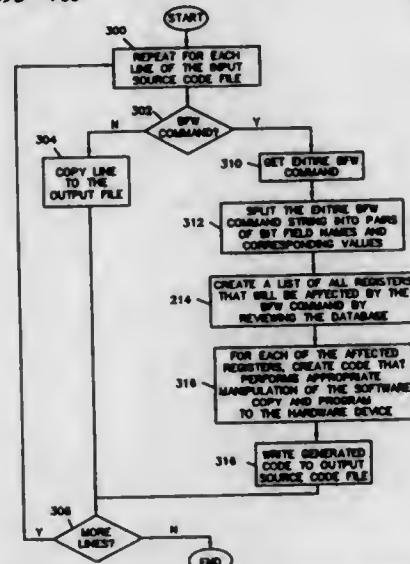 START
300
REPEAT FOR EACH
LINE OF THE INPUT
SOURCE CODE FILE
302
N
BFW
COMMAND?
Y
304
COPY LINE
TO THE
OUTPUT FILE
310
GET ENTIRE BFW
COMMAND
312
SPLIT THE ENTIRE BFW
COMMAND STRING INTO PAIRS
OF BIT FIELD NAMES AND
CORRESPONDING VALUES
214
CREATE A LIST OF ALL REGISTERS
THAT WILL BE AFFECTED BY THE
BFW COMMAND BY
REVIEWING THE DATABASE
316
FOR EACH OF THE AFFECTED
REGISTERS, CREATE CODE THAT
PERFORMS APPROPRIATE
MANIPULATION OF THE SOFTWARE
COPY AND PROGRAM
TO THE HARDWARE DEVICE
316
WRITE GENERATED
CODE TO OUTPUT
SOURCE CODE FILE
306
Y
MORE
LINES?
N
END